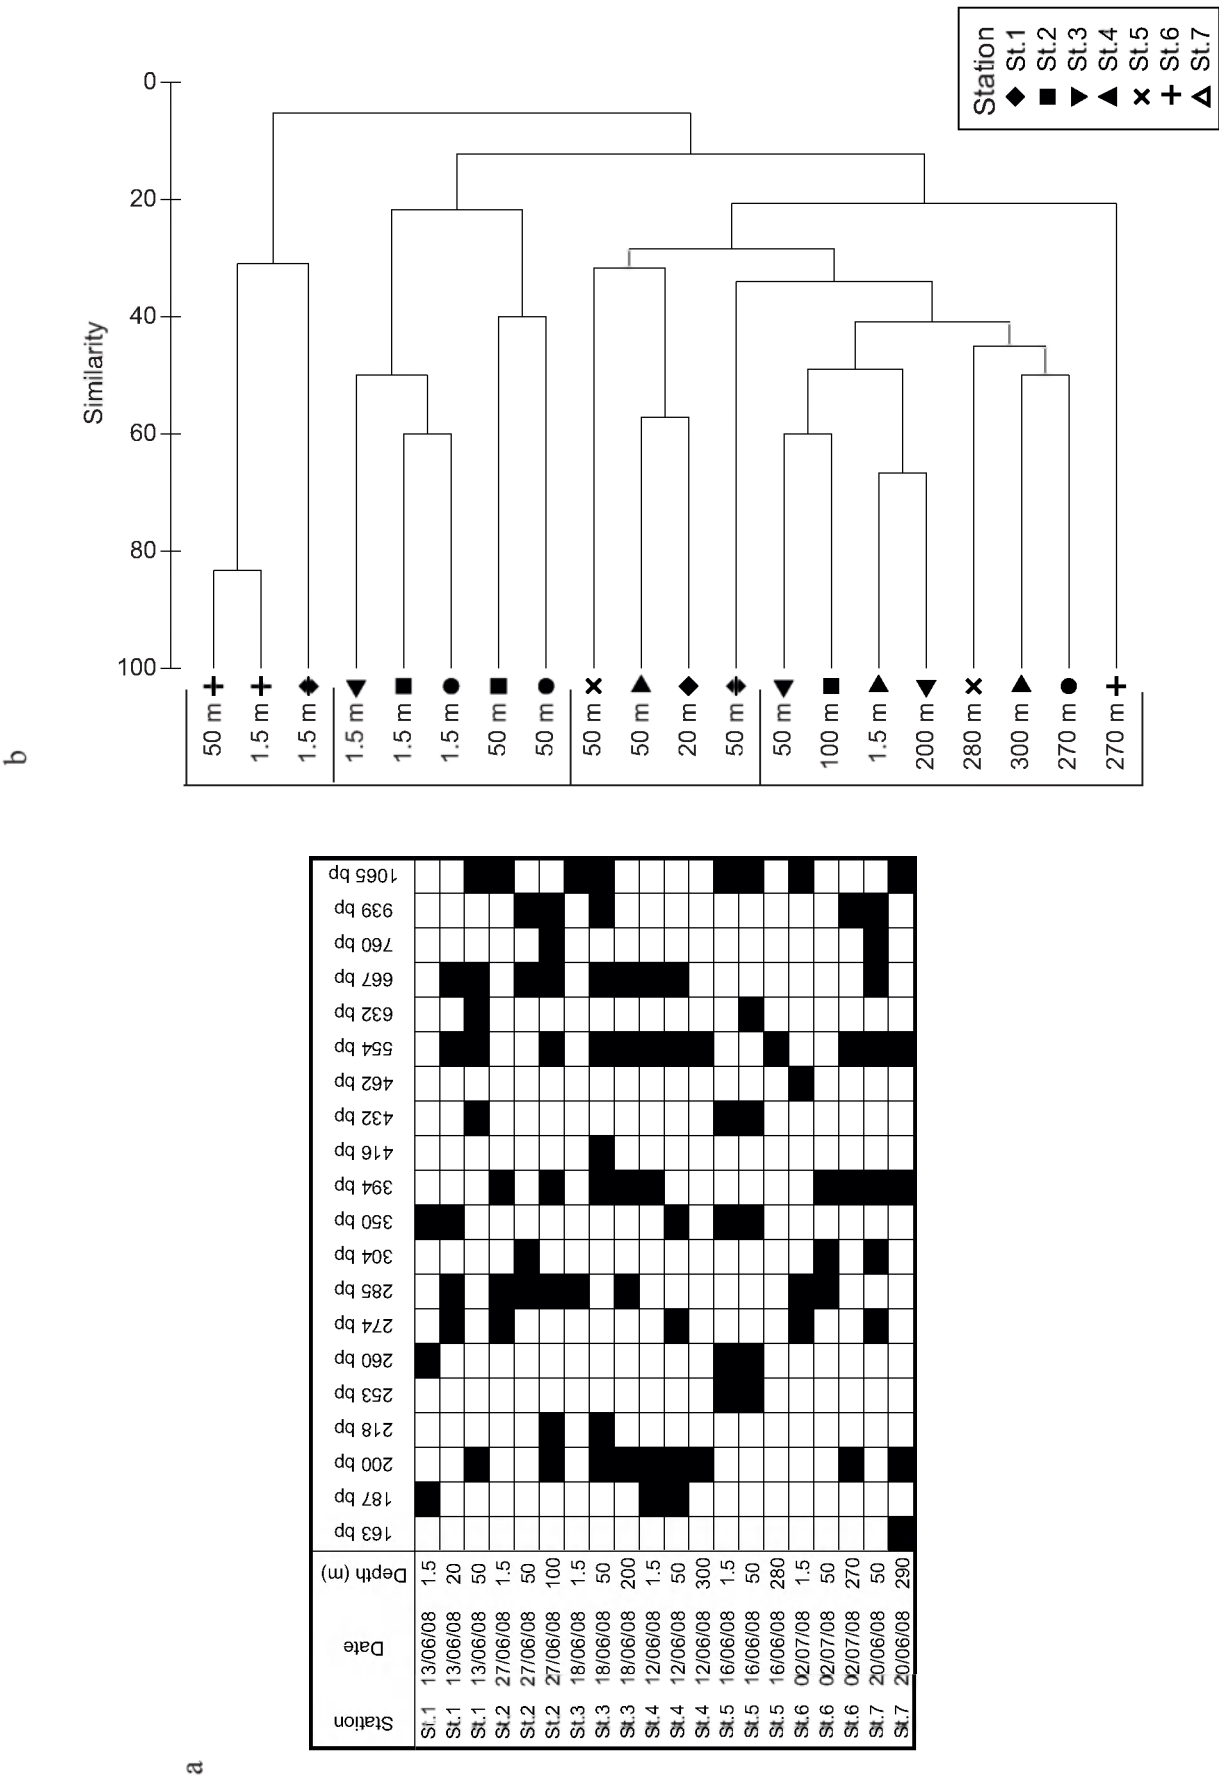 a
Station Date Depth (m) 163 bp 187 bp 200 bp 218 bp 253 bp 260 bp 274 bp 285 bp 304 bp 350 bp 394 bp 416 bp 432 bp 462 bp 554 bp 632 bp 667 bp 760 bp 939 bp 1065 bp
St.1 13/06/08 1.5
St.1 13/06/08 20
St.1 13/06/08 50
St.2 27/06/08 1.5
St.2 27/06/08 50
St.2 27/06/08 100
St.3 18/06/08 1.5
St.3 18/06/08 50
St.3 18/06/08 200
St.4 12/06/08 1.5
St.4 12/06/08 50
St.4 12/06/08 300
St.5 16/06/08 1.5
St.5 16/06/08 50
St.5 16/06/08 280
St.6 02/07/08 1.5
St.6 02/07/08 50
St.6 02/07/08 270
St.7 20/06/08 50
St.7 20/06/08 290
b
Similarity
100 80 60 40 20 0
50 m
1.5 m
1.5 m
1.5 m
1.5 m
1.5 m
50 m
50 m
50 m
50 m
20 m
50 m
50 m
100 m
1.5 m
200 m
280 m
300 m
270 m
270 m
Station
St.1
St.2
St.3
St.4
St.5
St.6
St.7